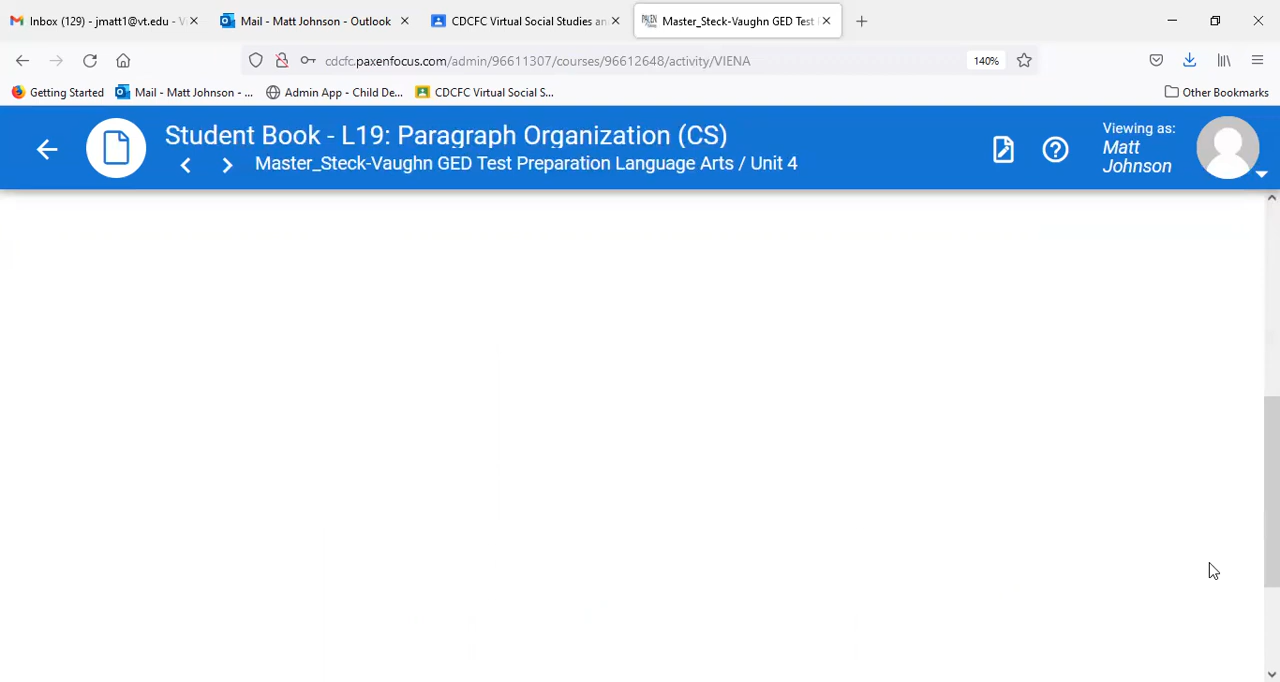 Inbox (129) - jmatt1@vt.edu - V
Mail - Matt Johnson - Outlook
CDCFC Virtual Social Studies an
PAXEN
Master_Steck-Vaughn GED Test
cdcfc.paxenfocus.com/admin/96611307/courses/96612648/activity/VIENA
140%
Getting Started
Mail - Matt Johnson - ...
Admin App - Child De...
CDCFC Virtual Social S...
Other Bookmarks
Student Book - L19: Paragraph Organization (CS)
Master_Steck-Vaughn GED Test Preparation Language Arts / Unit 4
Viewing as:
Matt
Johnson